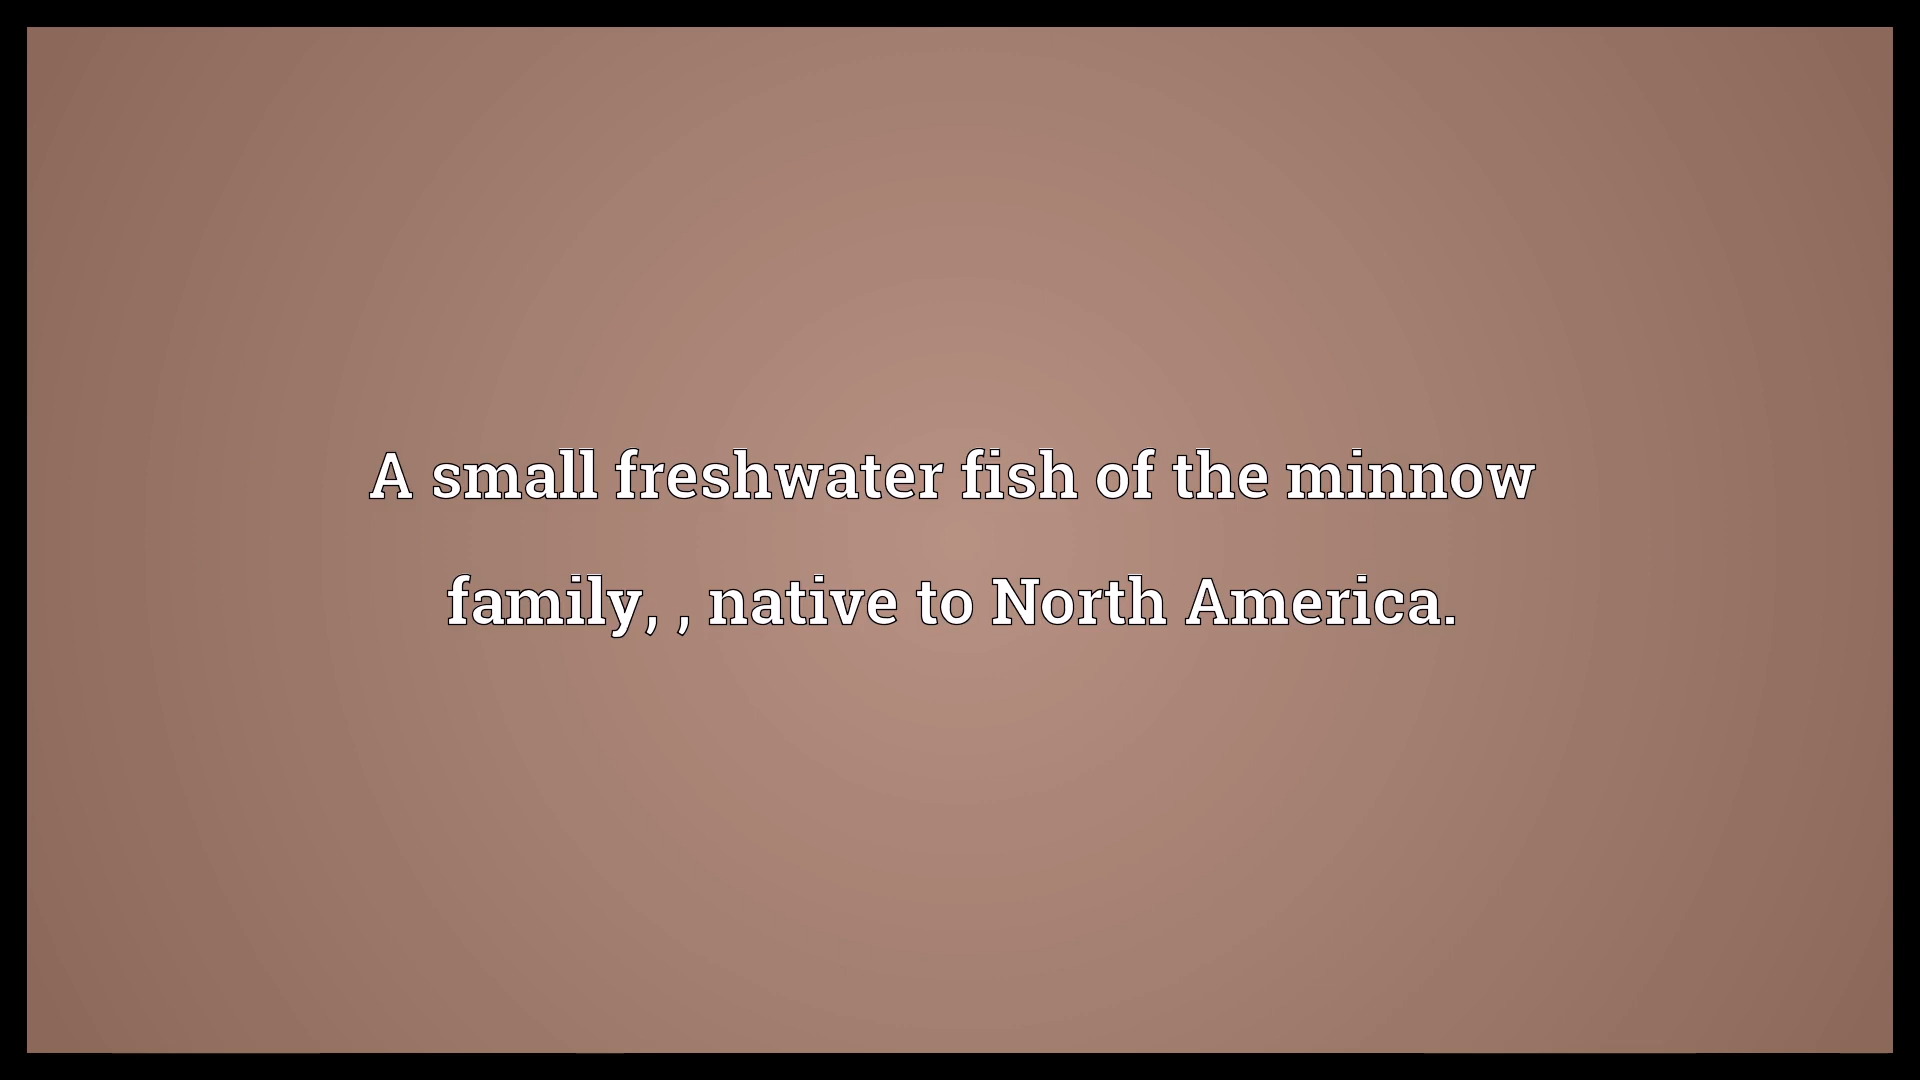 A small freshwater fish of the minnow
family, , native to North America.